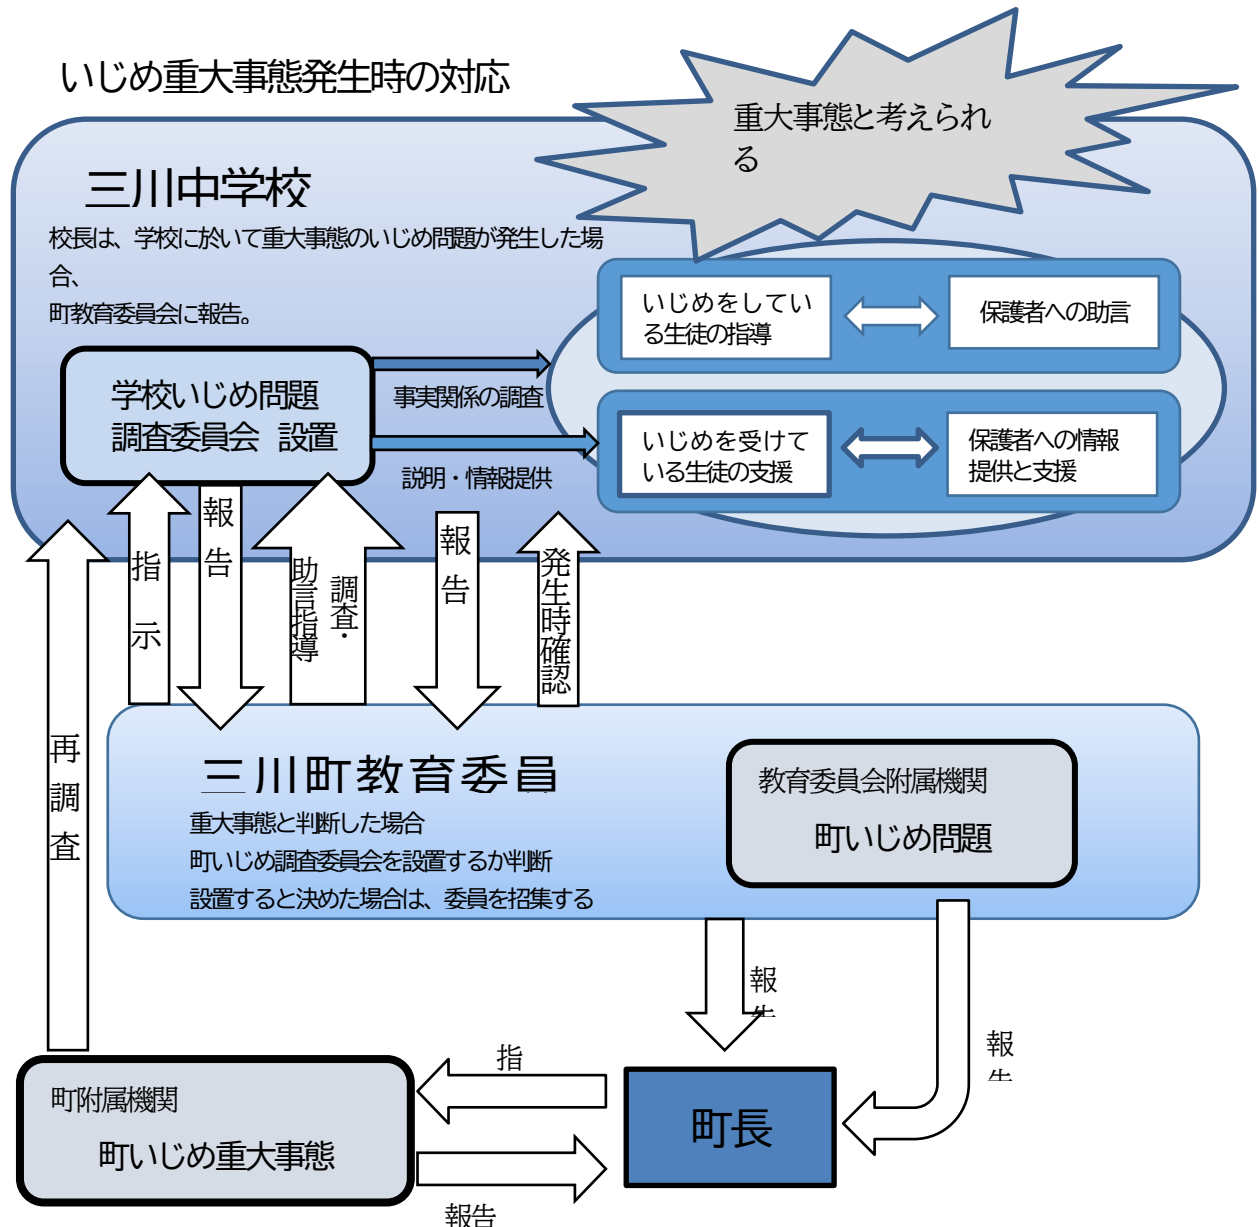 いじめ重大事態発生時の対応
重大事態と考えられ
る
三川中学校
校長は、学校に於いて重大事態のいじめ問題が発生した場
合、
町教育委員会に報告。
いじめをしてい
る生徒の指導
保護者への助言
学校いじめ問題
調査委員会 設置
事実関係の調査
説明・情報提供
いじめを受けて
いる生徒の支援
保護者への情報
提供と支援
指示
報告
調査・
助言指導
報告
発生時確認
再調査
三川町教育委員
重大事態と判断した場合
町いじめ調査委員会を設置するか判断
設置すると決めた場合は、委員を招集する
教育委員会附属機関
町いじめ問題
報告
報告
指
町附属機関
町いじめ重大事態
町長
報告